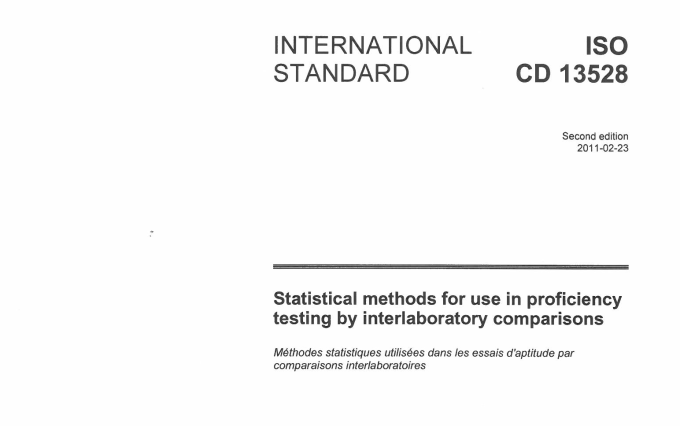 INTERNATIONAL STANDARD
ISO CD 13528
Second edition
2011-02-23
Statistical methods for use in proficiency
testing by interlaboratory comparisons
Méthodes statistiques utilisées dans les essais d'aptitude par
comparaisons interlaboratoires